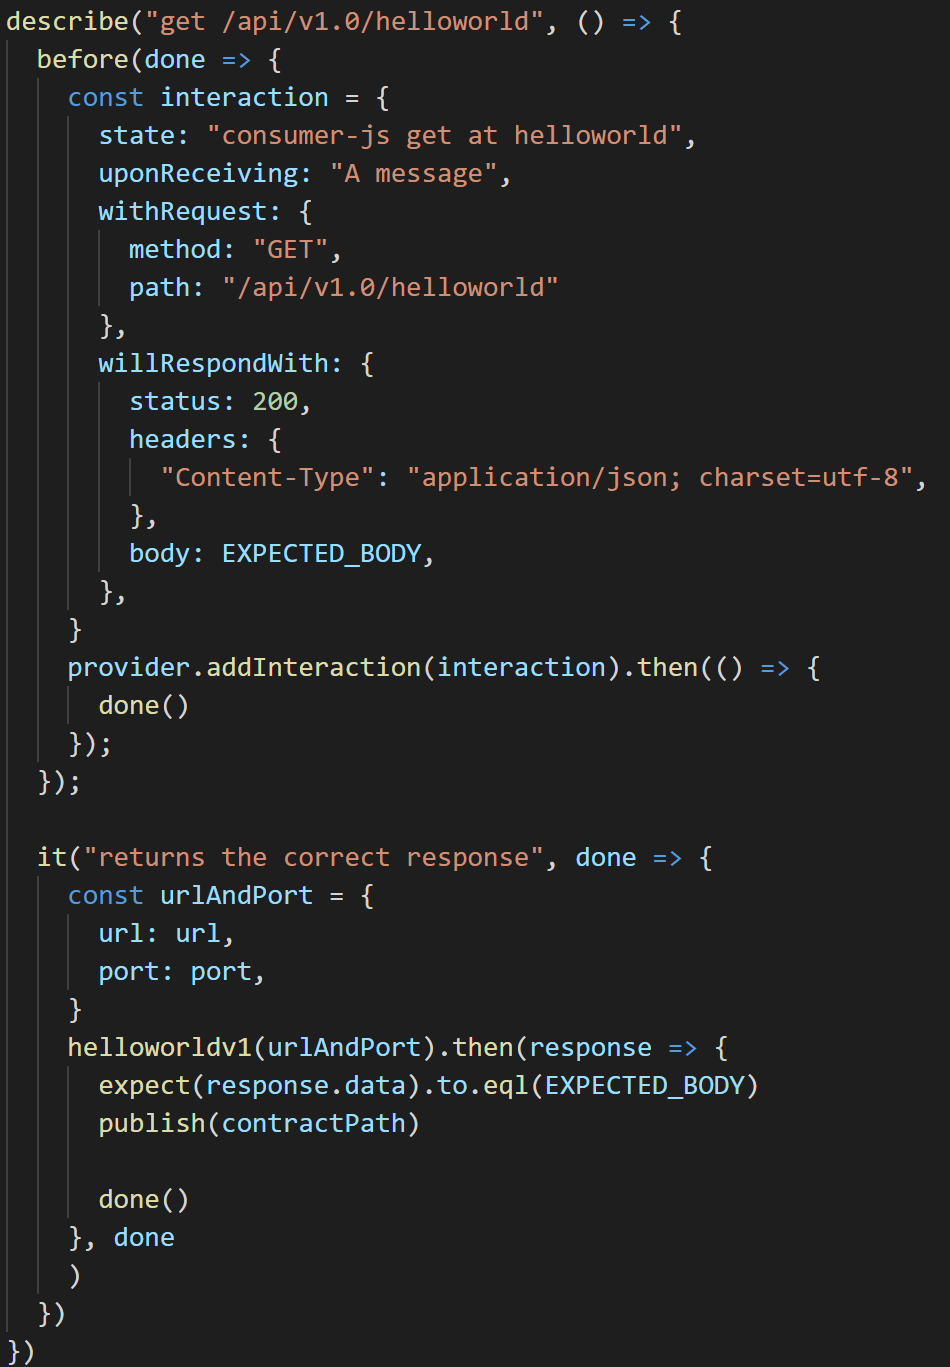 describe("get /api/v1.0/helloworld", () => {
  before(done => {
    const interaction = {
      state: "consumer-js get at helloworld",
      uponReceiving: "A message",
      withRequest: {
        method: "GET",
        path: "/api/v1.0/helloworld"
      },
      willRespondWith: {
        status: 200,
        headers: {
          "Content-Type": "application/json; charset=utf-8",
        },
        body: EXPECTED_BODY,
      },
    }
    provider.addInteraction(interaction).then(() => {
      done()
    });
  });

  it("returns the correct response", done => {
    const urlAndPort = {
      url: url,
      port: port,
    }
    helloworldv1(urlAndPort).then(response => {
      expect(response.data).to.eql(EXPECTED_BODY)
      publish(contractPath)

      done()
    }, done
    )
  })
})